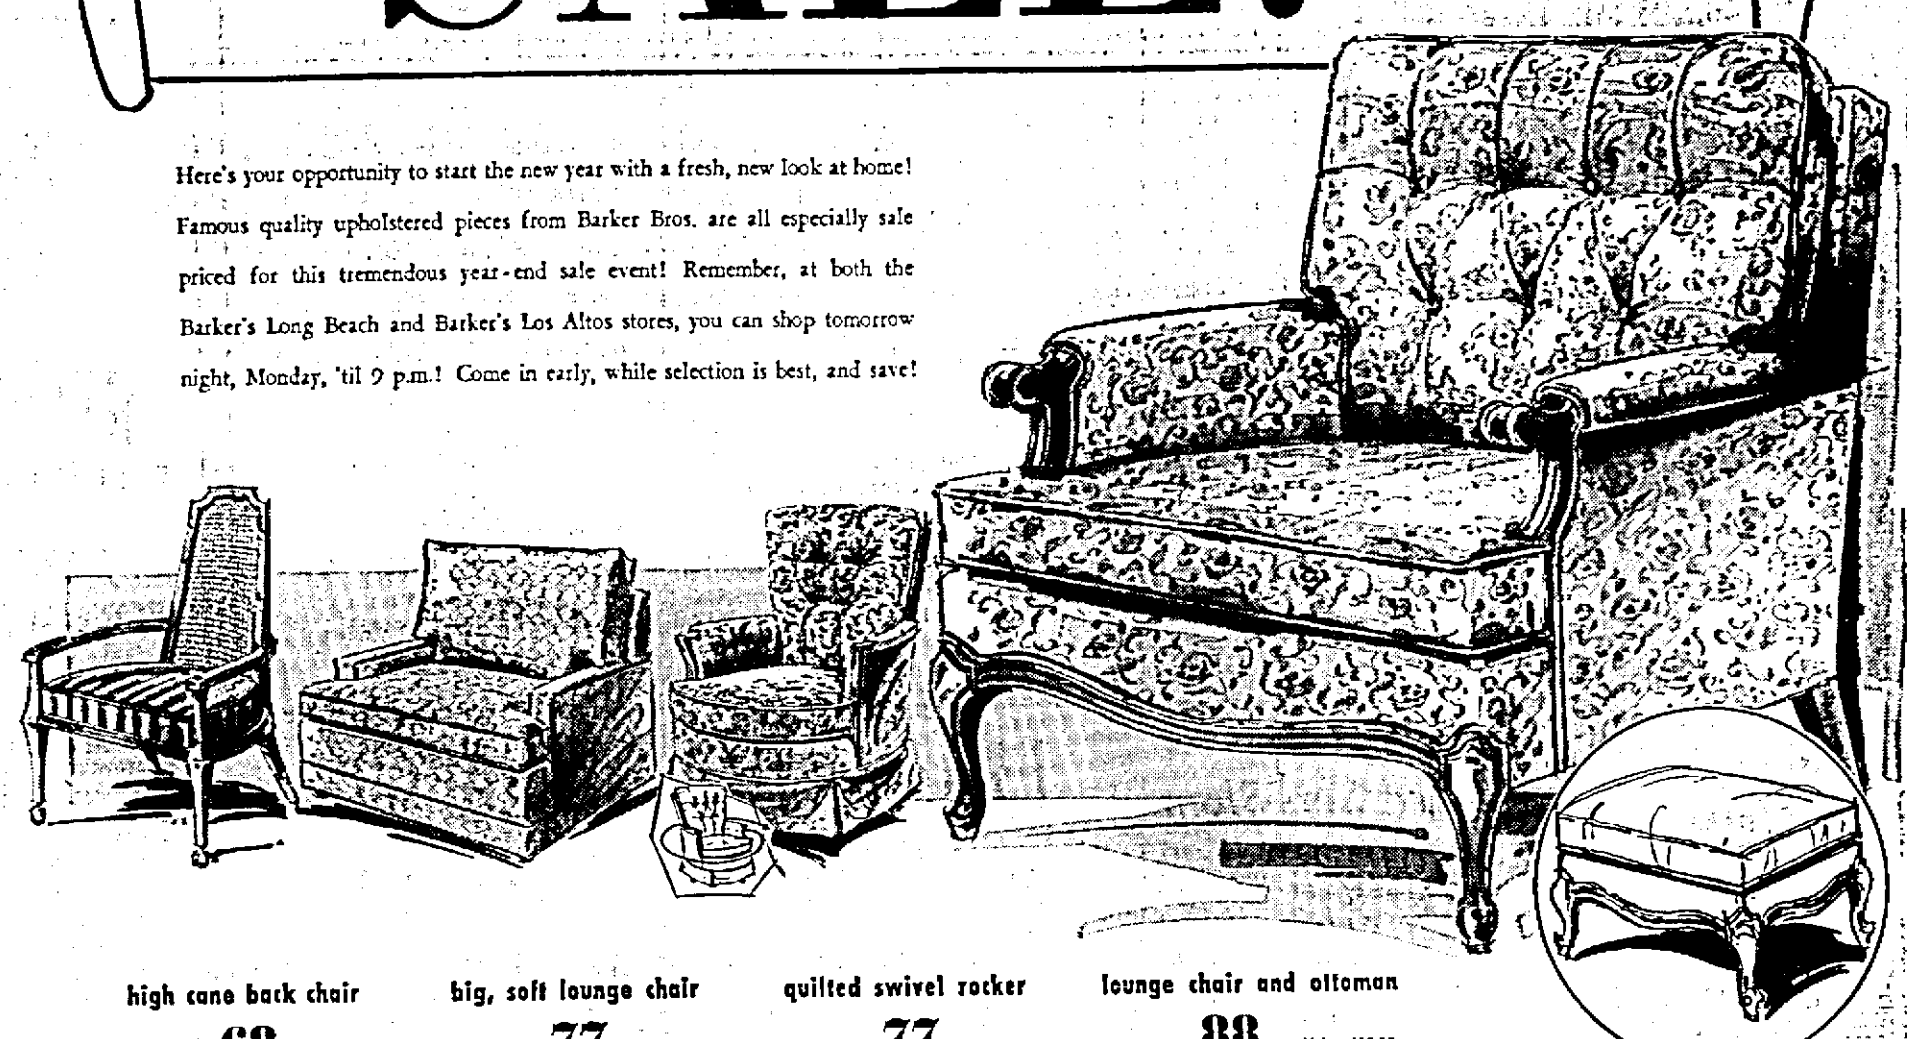 SALE!
Here's your opportunity to start the new year with a fresh, new look at home!
Famous quality upholstered pieces from Barker Bros. are all especially sale
priced for this tremendous year-end sale event! Remember, at both the
Barker's Long Beach and Barker's Los Altos stores, you can shop tomorrow
night, Monday, 'til 9 p.m.! Come in early, while selection is best, and save!
high cane back chair big, soft lounge chair quilted swivel rocker lounge chair and ottoman
77 77 88